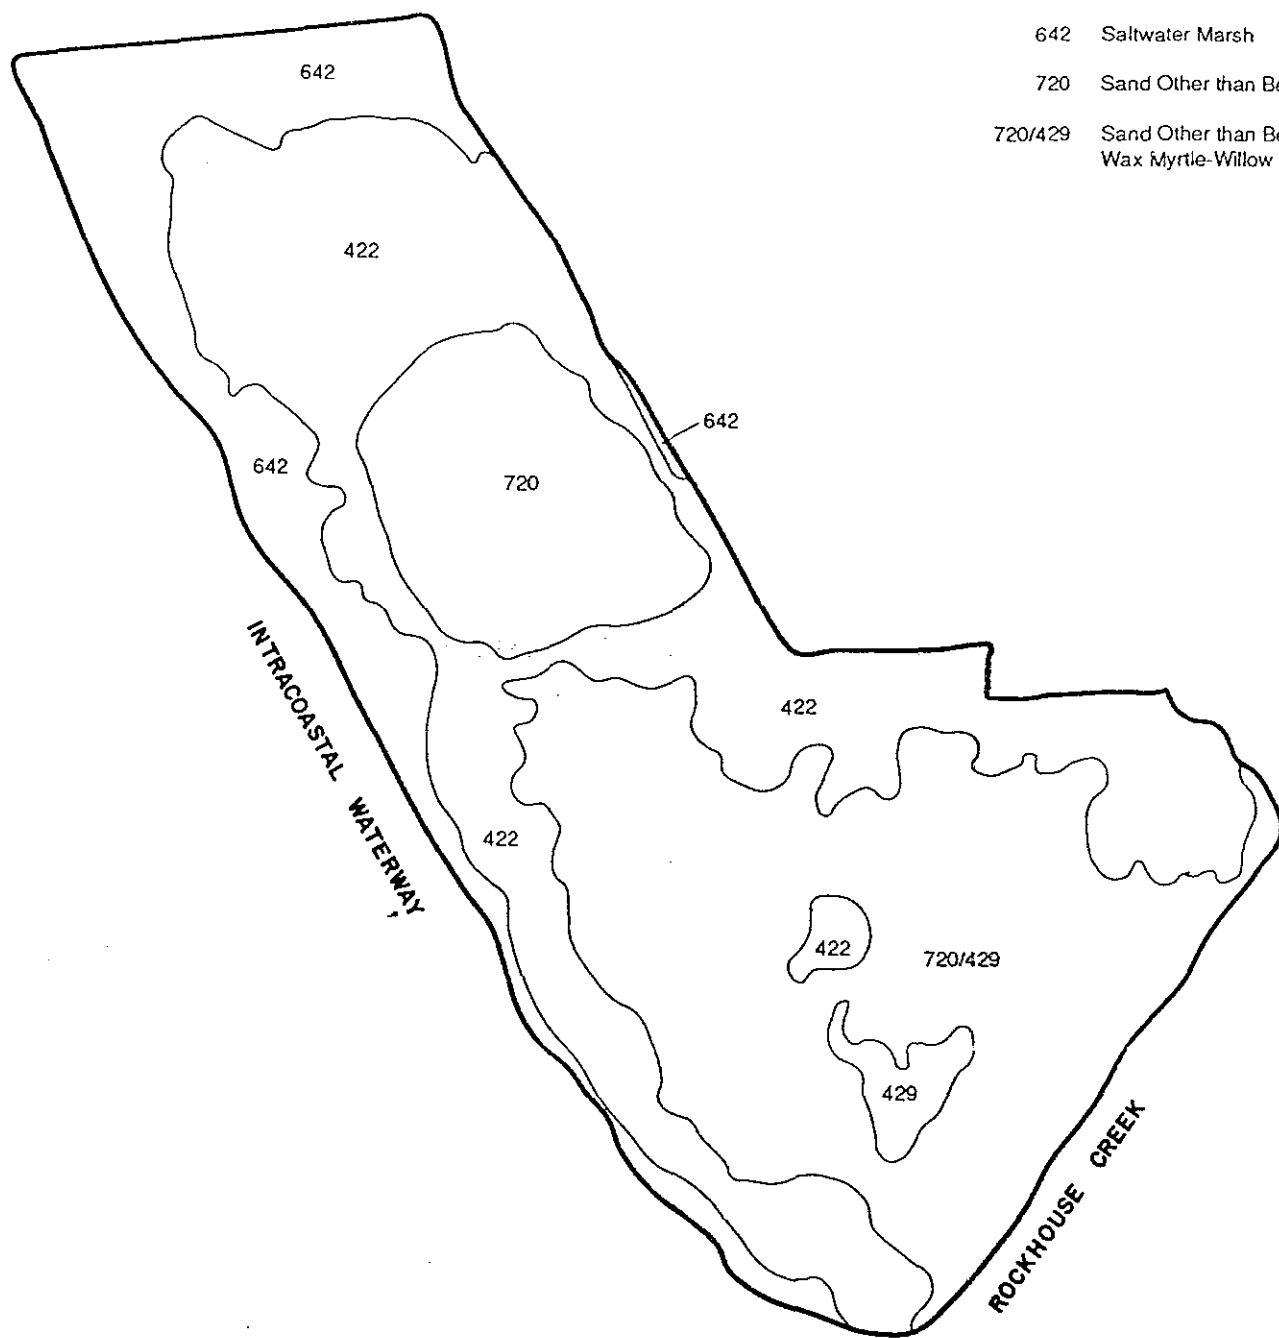 642 Saltwater Marsh
720 Sand Other than Be
720/429 Sand Other than Be
Wax Myrtle-Willow
642
422
642
642
720
422
INTRACOASTAL WATERWAY
422
422
720/429
429
ROCKHOUSE CREEK